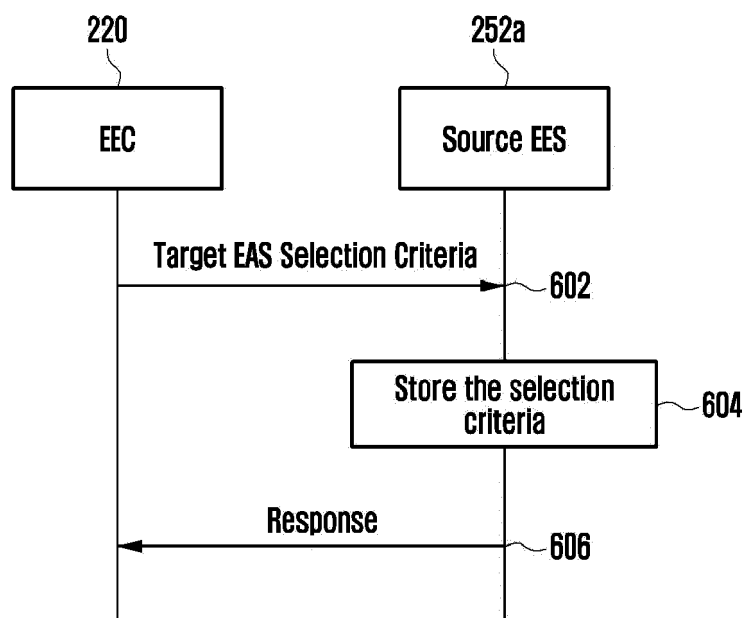 220
252a
EEC
Source EES
Target EAS Selection Criteria
602
Store the selection
criteria
604
Response
606